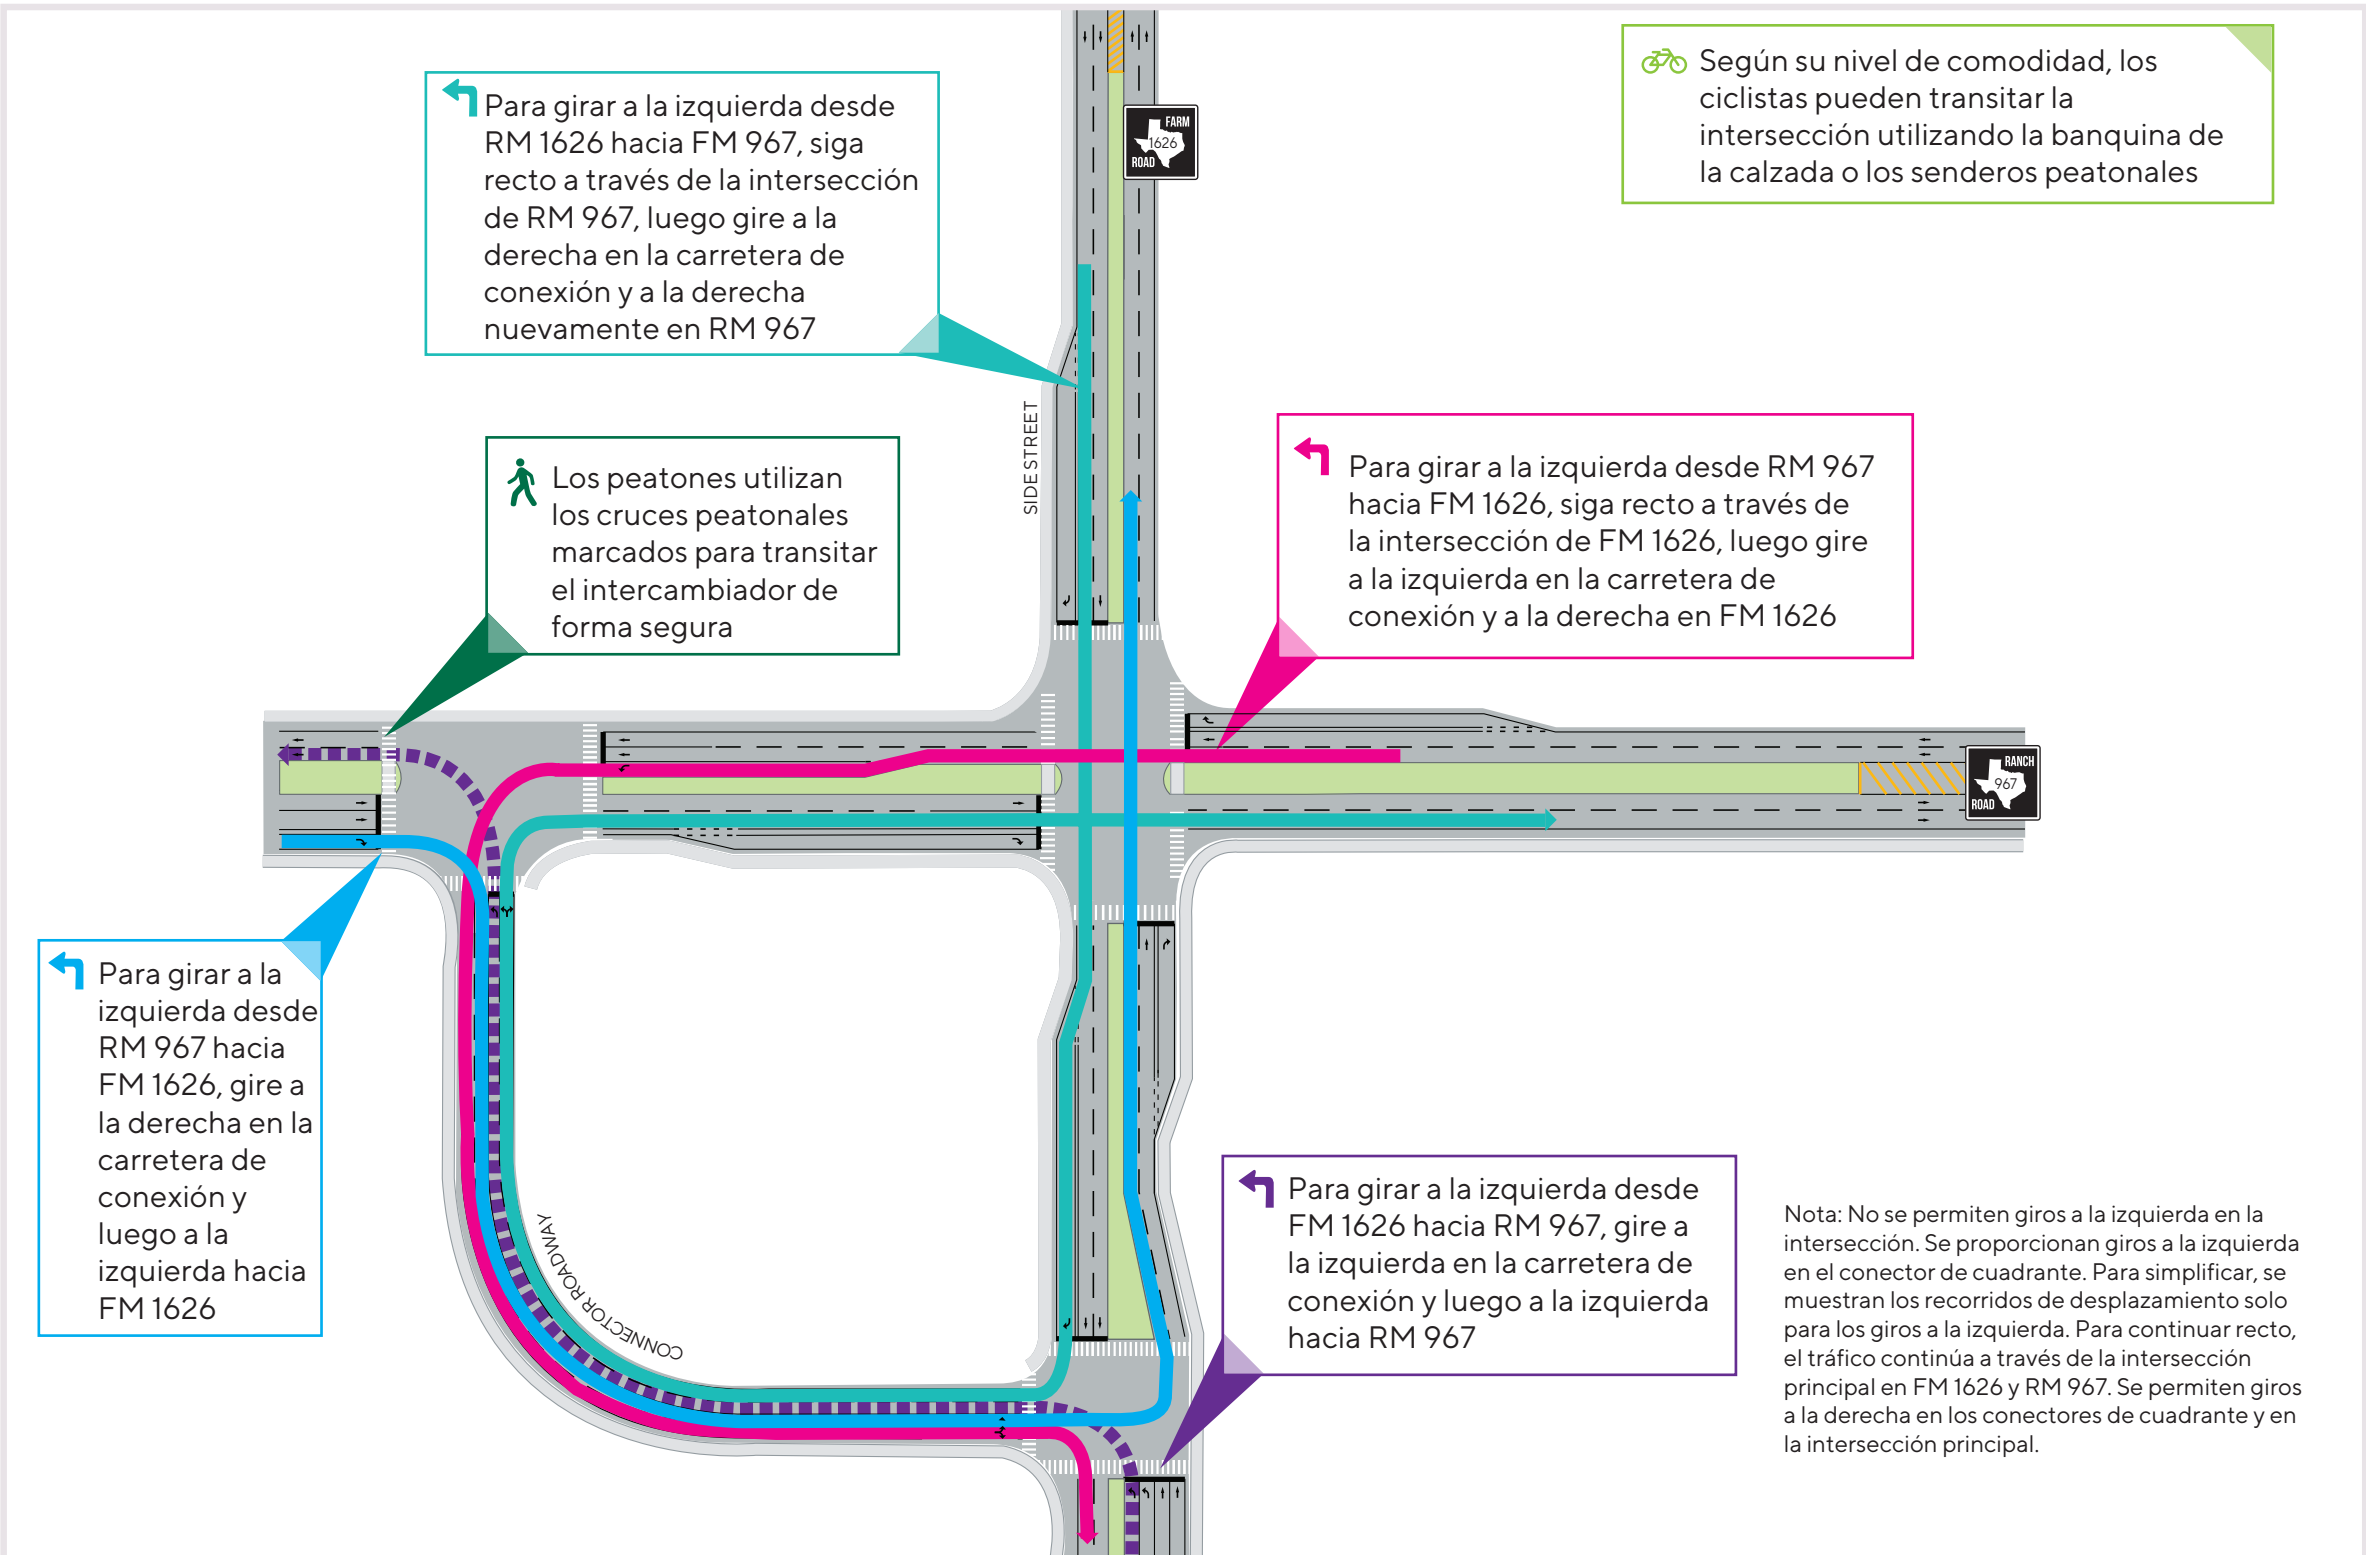 Para girar a la izquierda desde
RM 1626 hacia FM 967, siga
recto a través de la intersección
de RM 967, luego gire a la
derecha en la carretera de
conexión y a la derecha
nuevamente en RM 967
FARM
1626
ROAD
Según su nivel de comodidad, los
ciclistas pueden transitar la
intersección utilizando la banquina de
la calzada o los senderos peatonales
SIDE STREET
Los peatones utilizan
los cruces peatonales
marcados para transitar
el intercambiador de
forma segura
Para girar a la izquierda desde RM 967
hacia FM 1626, siga recto a través de
la intersección de FM 1626, luego gire
a la izquierda en la carretera de
conexión y a la derecha en FM 1626
RANCH
967
ROAD
Para girar a la
izquierda desde
RM 967 hacia
FM 1626, gire a
la derecha en la
carretera de
conexión y
luego a la
izquierda hacia
FM 1626
CONNECTOR ROADWAY
Para girar a la izquierda desde
FM 1626 hacia RM 967, gire a
la izquierda en la carretera de
conexión y luego a la izquierda
hacia RM 967
Nota: No se permiten giros a la izquierda en la
intersección. Se proporcionan giros a la izquierda
en el conector de cuadrante. Para simplificar, se
muestran los recorridos de desplazamiento solo
para los giros a la izquierda. Para continuar recto,
el tráfico continúa a través de la intersección
principal en FM 1626 y RM 967. Se permiten giros
a la derecha en los conectores de cuadrante y en
la intersección principal.